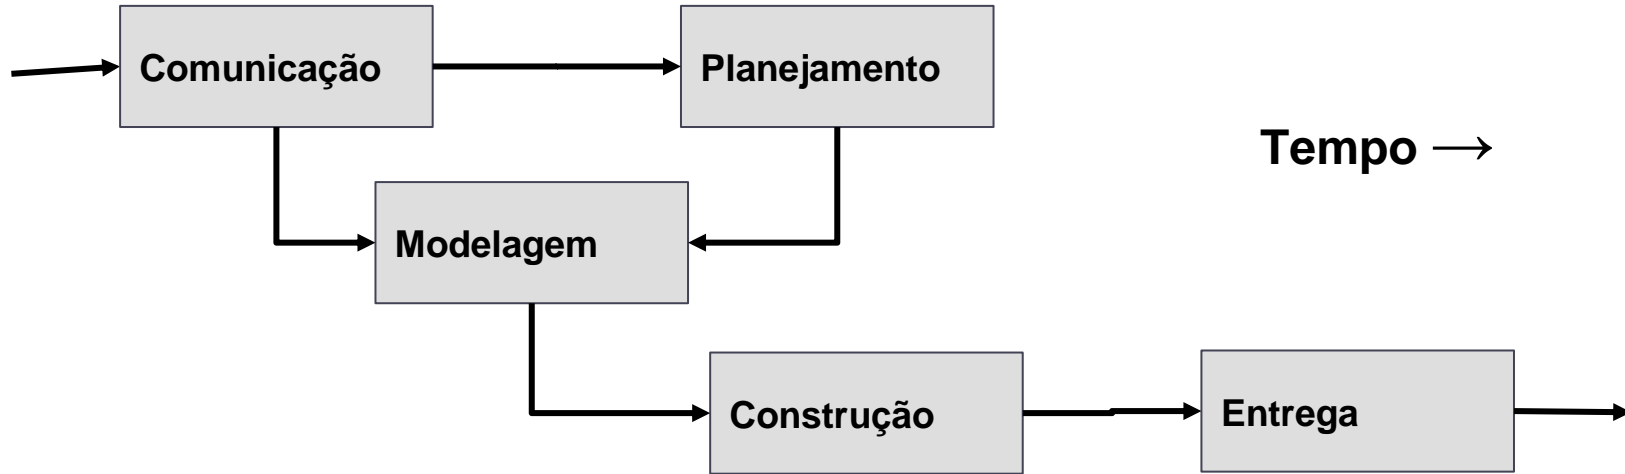 Comunicação
Planejamento
Tempo →
Modelagem
Construção
Entrega